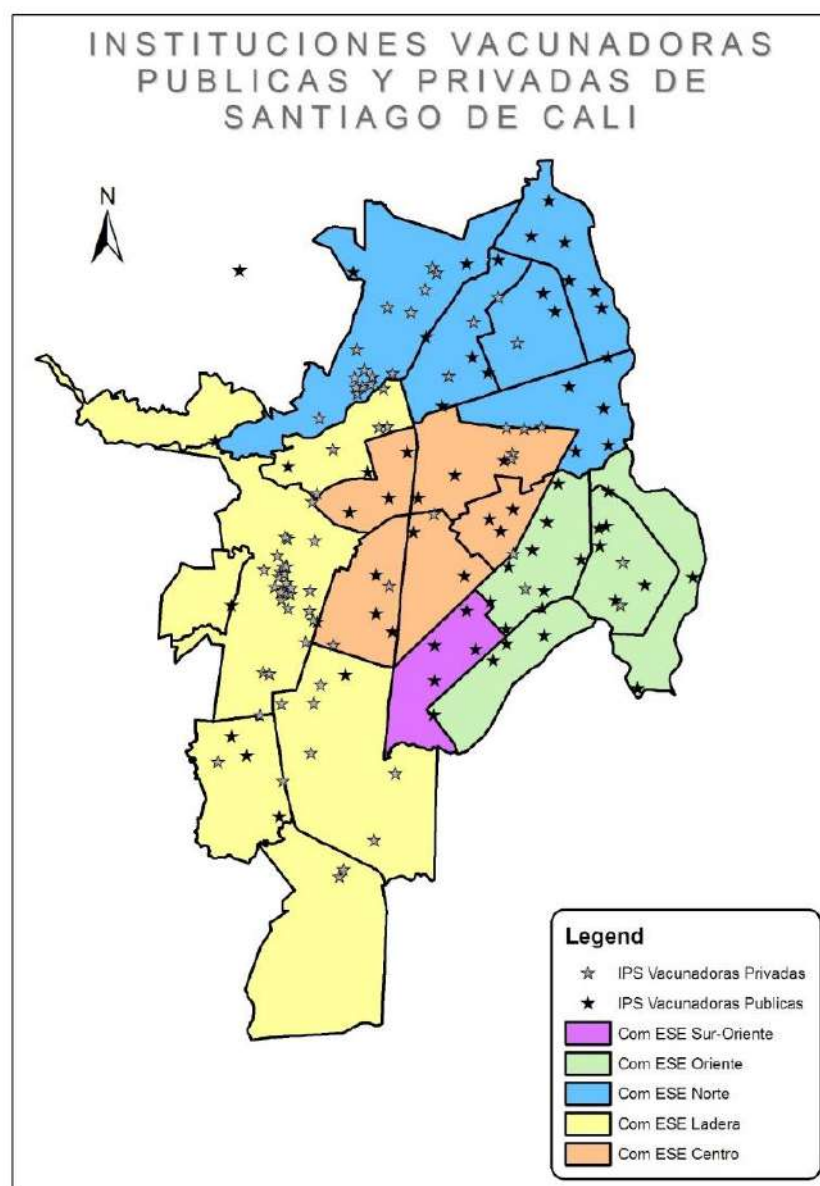 INSTITUCIONES VACUNADORAS
PUBLICAS Y PRIVADAS DE
SANTIAGO DE CALI
N
Legend
IPS Vacunadoras Privadas
IPS Vacunadoras Publicas
Com ESE Sur-Oriente
Com ESE Oriente
Com ESE Norte
Com ESE Ladera
Com ESE Centro